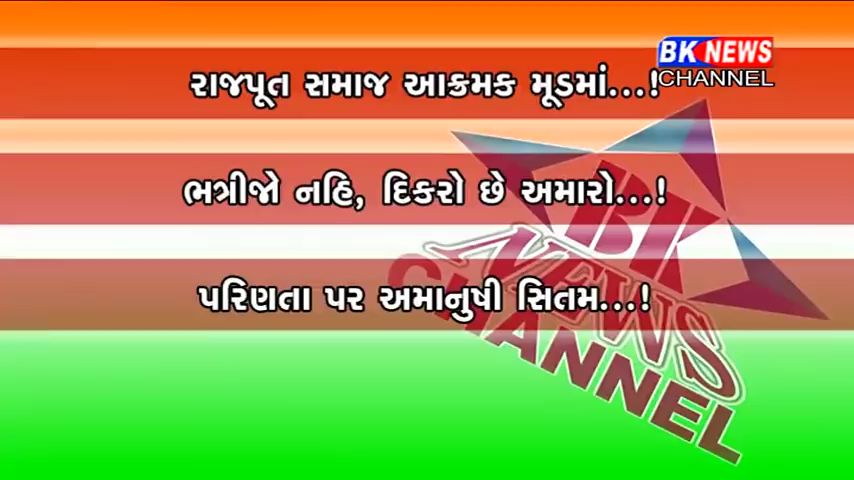 BK NEWS
CHANNEL
રાજપૂત સમાજ આક્રમક મૂડમાં...!
ભત્રીજો નહિ, દિકરો છે અમારો...!
પરિણતા પર અમાનુષી સિતમ...!
BK
NEWS
CHANNEL